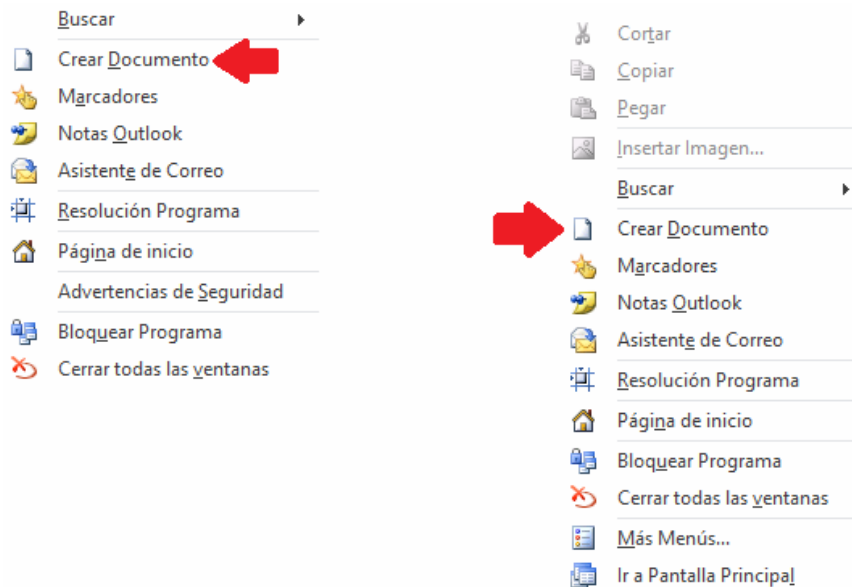 Buscar
Crear Documento
Marcadores
Notas Outlook
Asistente de Correo
Resolución Programa
Página de inicio
Advertencias de Seguridad
Bloquear Programa
Cerrar todas las ventanas
Cortar
Copiar
Pegar
Insertar Imagen...
Buscar
Crear Documento
Marcadores
Notas Outlook
Asistente de Correo
Resolución Programa
Página de inicio
Bloquear Programa
Cerrar todas las ventanas
Más Menús...
Ir a Pantalla Principal